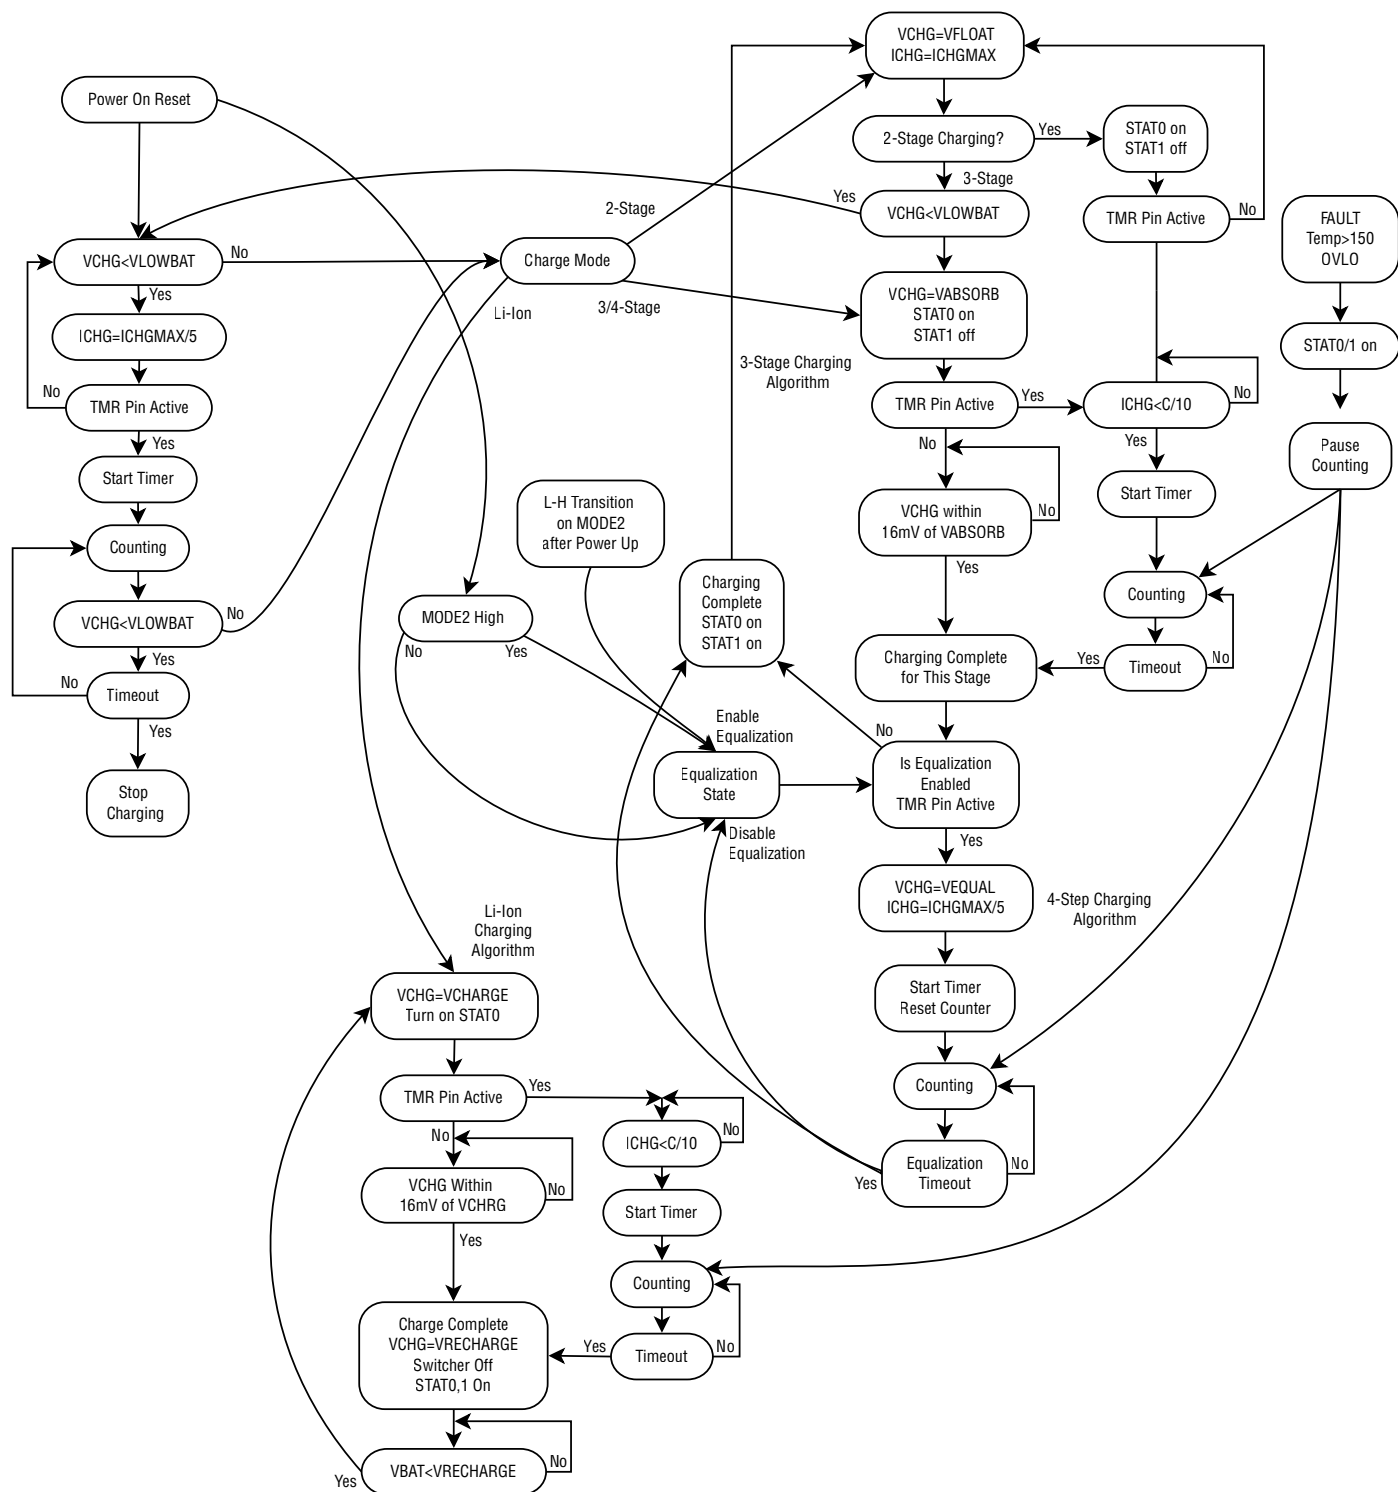 VCHG=VFLOAT
ICHG=ICHGMAX
Power On Reset
2-Stage Charging?
Yes
STAT0 on
STAT1 off
3-Stage
Yes
VCHG<VLOWBAT
2-Stage
TMR Pin Active
No
FAULT
Temp>150
OVLO
VCHG<VLOWBAT
No
Charge Mode
Yes
3/4-Stage
Li-Ion
VCHG=VABSORB
STAT0 on
STAT1 off
ICHG=ICHGMAX/5
STAT0/1 on
3-Stage Charging
Algorithm
No
TMR Pin Active
Yes
TMR Pin Active
Yes
ICHG<C/10
No
No
Yes
Pause
Counting
Start Timer
Start Timer
L-H Transition
on MODE2
after Power Up
VCHG within
16mV of VABSORB
No
Counting
Yes
Charging
Complete
STAT0 on
STAT1 on
Counting
VCHG<VLOWBAT
No
MODE2 High
No
Yes
Yes
Charging Complete
for This Stage
Yes
Timeout
No
No
Timeout
Yes
Enable
Equalization
No
Equalization
State
Is Equalization
Enabled
TMR Pin Active
Stop
Charging
Disable
Equalization
Yes
VCHG=VEQUAL
ICHG=ICHGMAX/5
4-Step Charging
Algorithm
Li-Ion
Charging
Algorithm
VCHG=VCHARGE
Turn on STAT0
Start Timer
Reset Counter
TMR Pin Active
Yes
Counting
No
ICHG<C/10
No
Equalization
Timeout
No
Yes
VCHG Within
16mV of VCHRG
No
Start Timer
Yes
Counting
Charge Complete
VCHG=VRECHARGE
Switcher Off
STAT0,1 On
Yes
Timeout
No
VBAT<VRECHARGE
No
Yes